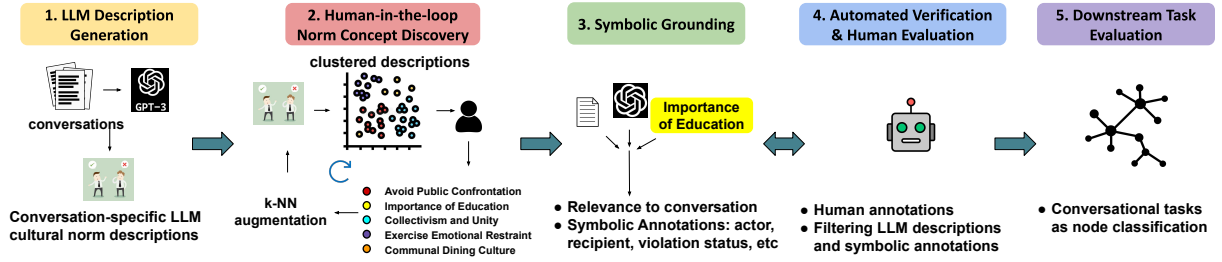 1. LLM Description
Generation
conversations
GPT-3
Conversation-specific LLM
cultural norm descriptions
2. Human-in-the-loop
Norm Concept Discovery
clustered descriptions
k-NN
augmentation
Avoid Public Confrontation
Importance of Education
Collectivism and Unity
Exercise Emotional Restraint
Communal Dining Culture
3. Symbolic Grounding
Importance
of Education
● Relevance to conversation
● Symbolic Annotations: actor,
recipient, violation status, etc
4. Automated Verification
& Human Evaluation
● Human annotations
● Filtering LLM descriptions
and symbolic annotations
5. Downstream Task
Evaluation
● Conversational tasks
as node classification